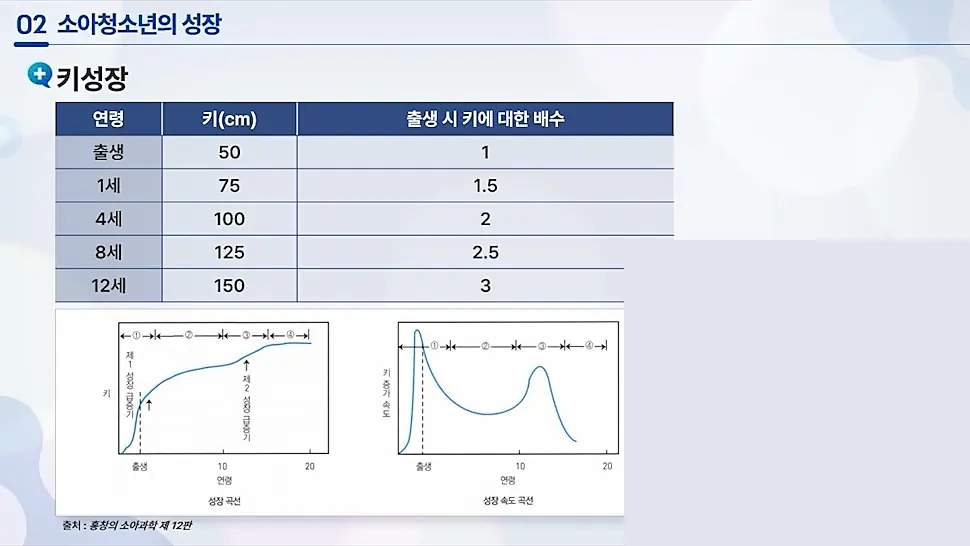 02 소아청소년의 성장
키성장
연령 키(cm) 출생 시 키에 대한 배수
출생 50 1
1세 75 1.5
4세 100 2
8세 125 2.5
12세 150 3
① ② ③ ④
제1성장급증기
제2성장급증기
키
출생 10 20
연령
성장 곡선
① ② ③ ④
키 증가 속도
출생 10 20
연령
성장 속도 곡선
출처 : 홍창의 소아과학 제 12판